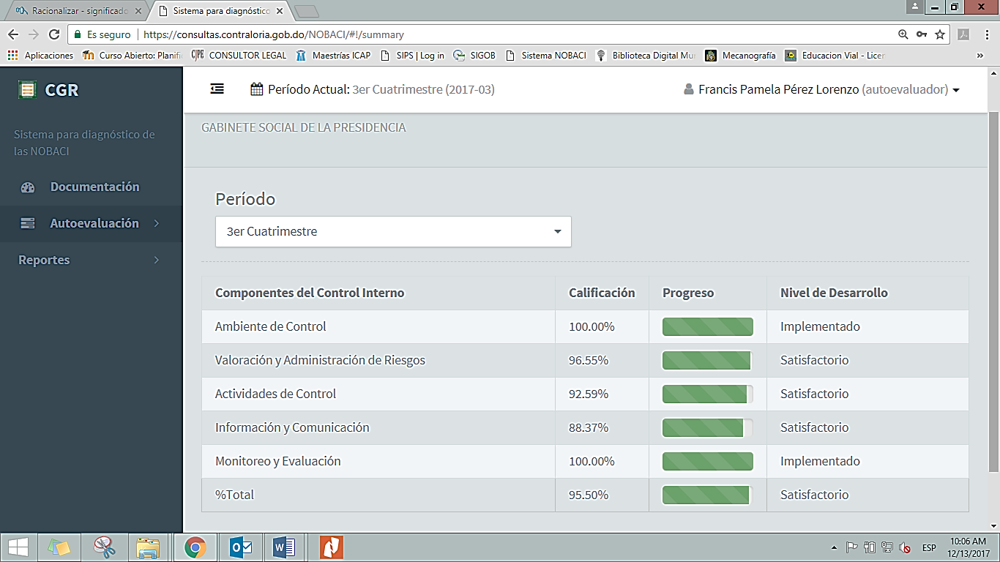 Racionalizar - significado
Sistema para diagnóstico
Es seguro
https://consultas.contraloria.gob.do/NOBACI/#!/summary
Aplicaciones
Curso Abierto: Planifi
CIPE CONSULTOR LEGAL
Maestrías ICAP
SIPS | Log in
SIGOB
Sistema NOBACI
Biblioteca Digital Mu
Mecanografía
Educacion Vial - Licen
CGR
Período Actual: 3er Cuatrimestre (2017-03)
Francis Pamela Pérez Lorenzo (autoevaluador)
Sistema para diagnóstico de
las NOBACI
Documentación
Autoevaluación
Reportes
GABINETE SOCIAL DE LA PRESIDENCIA
Período
3er Cuatrimestre
Componentes del Control Interno Calificación Progreso Nivel de Desarrollo
Ambiente de Control 100.00% Implementado
Valoración y Administración de Riesgos 96.55% Satisfactorio
Actividades de Control 92.59% Satisfactorio
Información y Comunicación 88.37% Satisfactorio
Monitoreo y Evaluación 100.00% Implementado
%Total 95.50% Satisfactorio
ESP
10:06 AM
12/13/2017